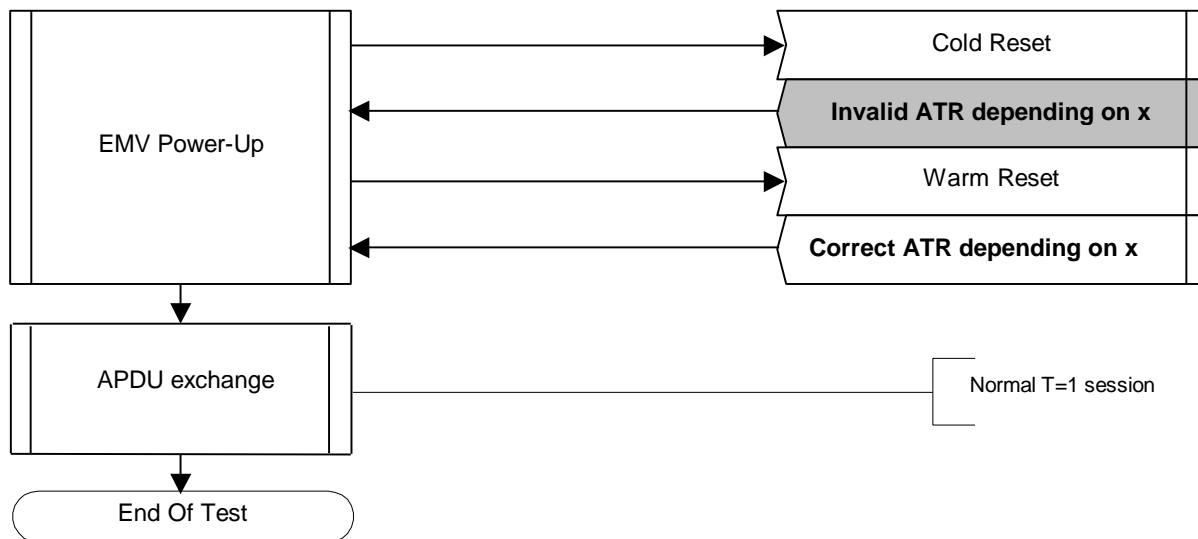 Cold Reset
Invalid ATR depending on x
EMV Power-Up
Warm Reset
Correct ATR depending on x
APDU exchange
Normal T=1 session
End Of Test